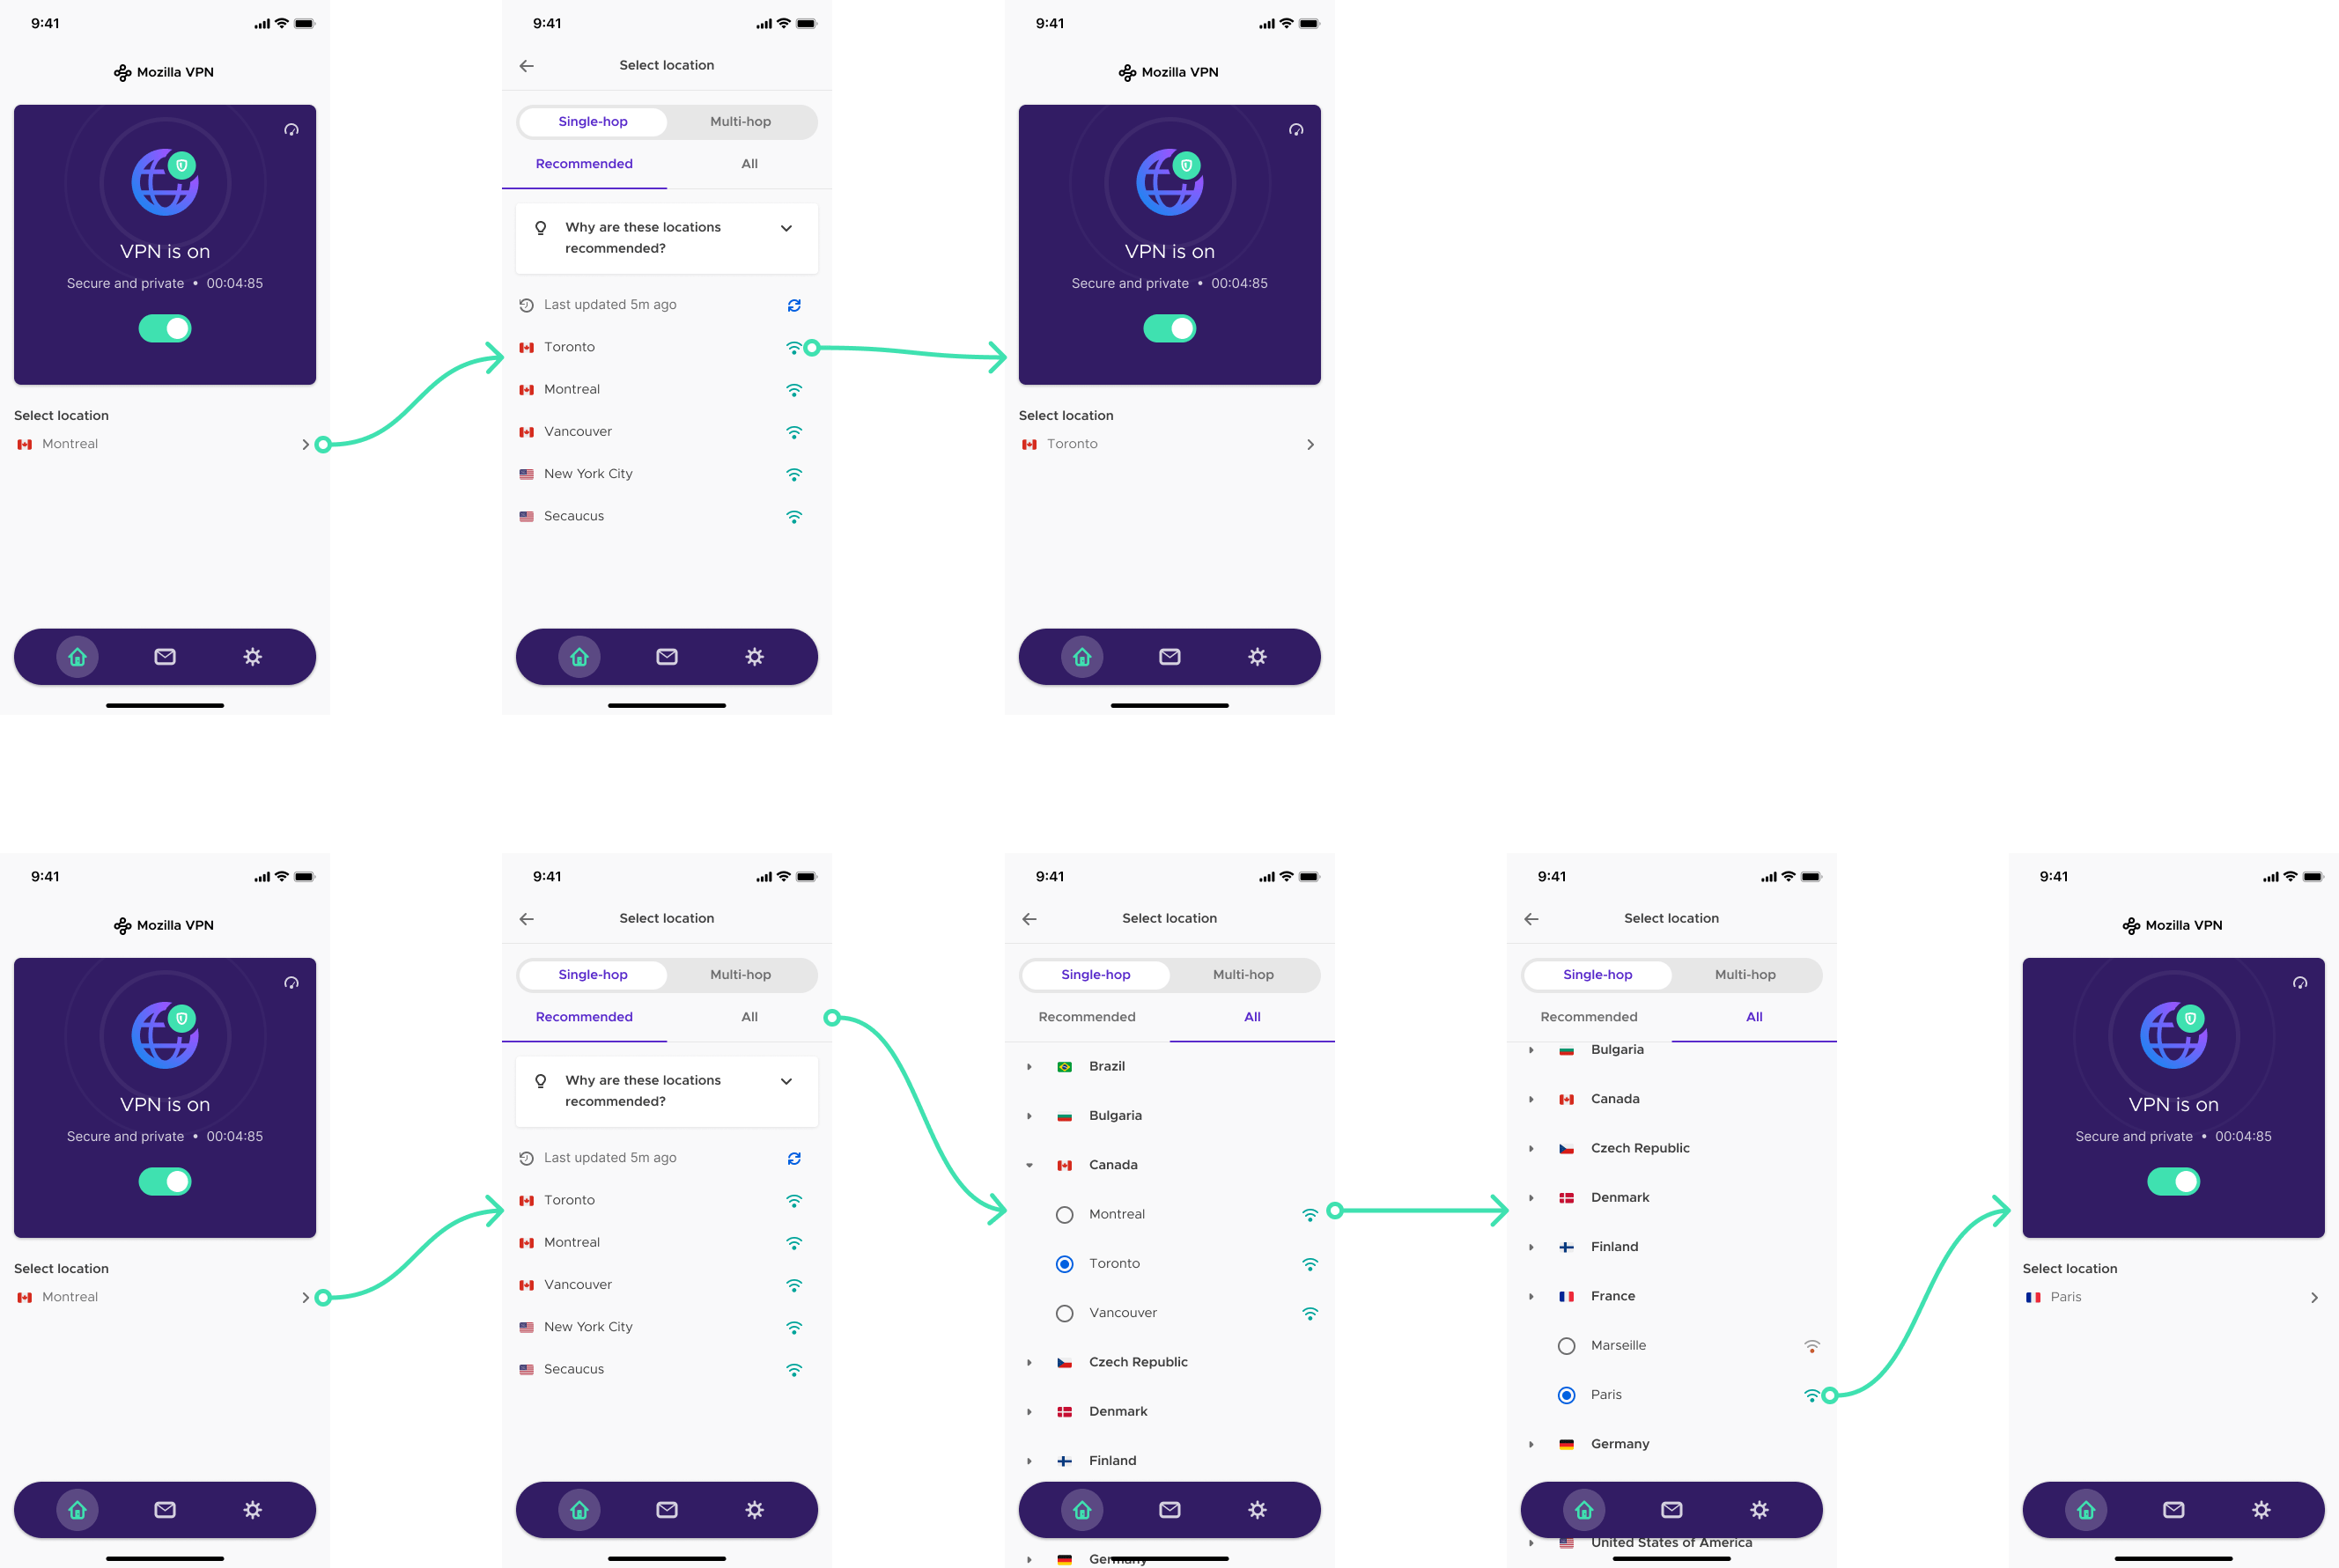 9:41
Mozilla VPN
VPN is on
Secure and private • 00:04:85
Select location
Montreal
9:41
Select location
Single-hop
Multi-hop
Recommended
All
Why are these locations
recommended?
Last updated 5m ago
Toronto
Montreal
Vancouver
New York City
Secaucus
9:41
Mozilla VPN
VPN is on
Secure and private • 00:04:85
Select location
Toronto
9:41
Mozilla VPN
VPN is on
Secure and private • 00:04:85
Select location
Montreal
9:41
Select location
Single-hop
Multi-hop
Recommended
All
Why are these locations
recommended?
Last updated 5m ago
Toronto
Montreal
Vancouver
New York City
Secaucus
9:41
Select location
Single-hop
Multi-hop
Recommended
All
Brazil
Bulgaria
Canada
Montreal
Toronto
Vancouver
Czech Republic
Denmark
Finland
Germany
9:41
Select location
Single-hop
Multi-hop
Recommended
All
Bulgaria
Canada
Czech Republic
Denmark
Finland
France
Marseille
Paris
Germany
United States of America
9:41
Mozilla VPN
VPN is on
Secure and private • 00:04:85
Select location
Paris